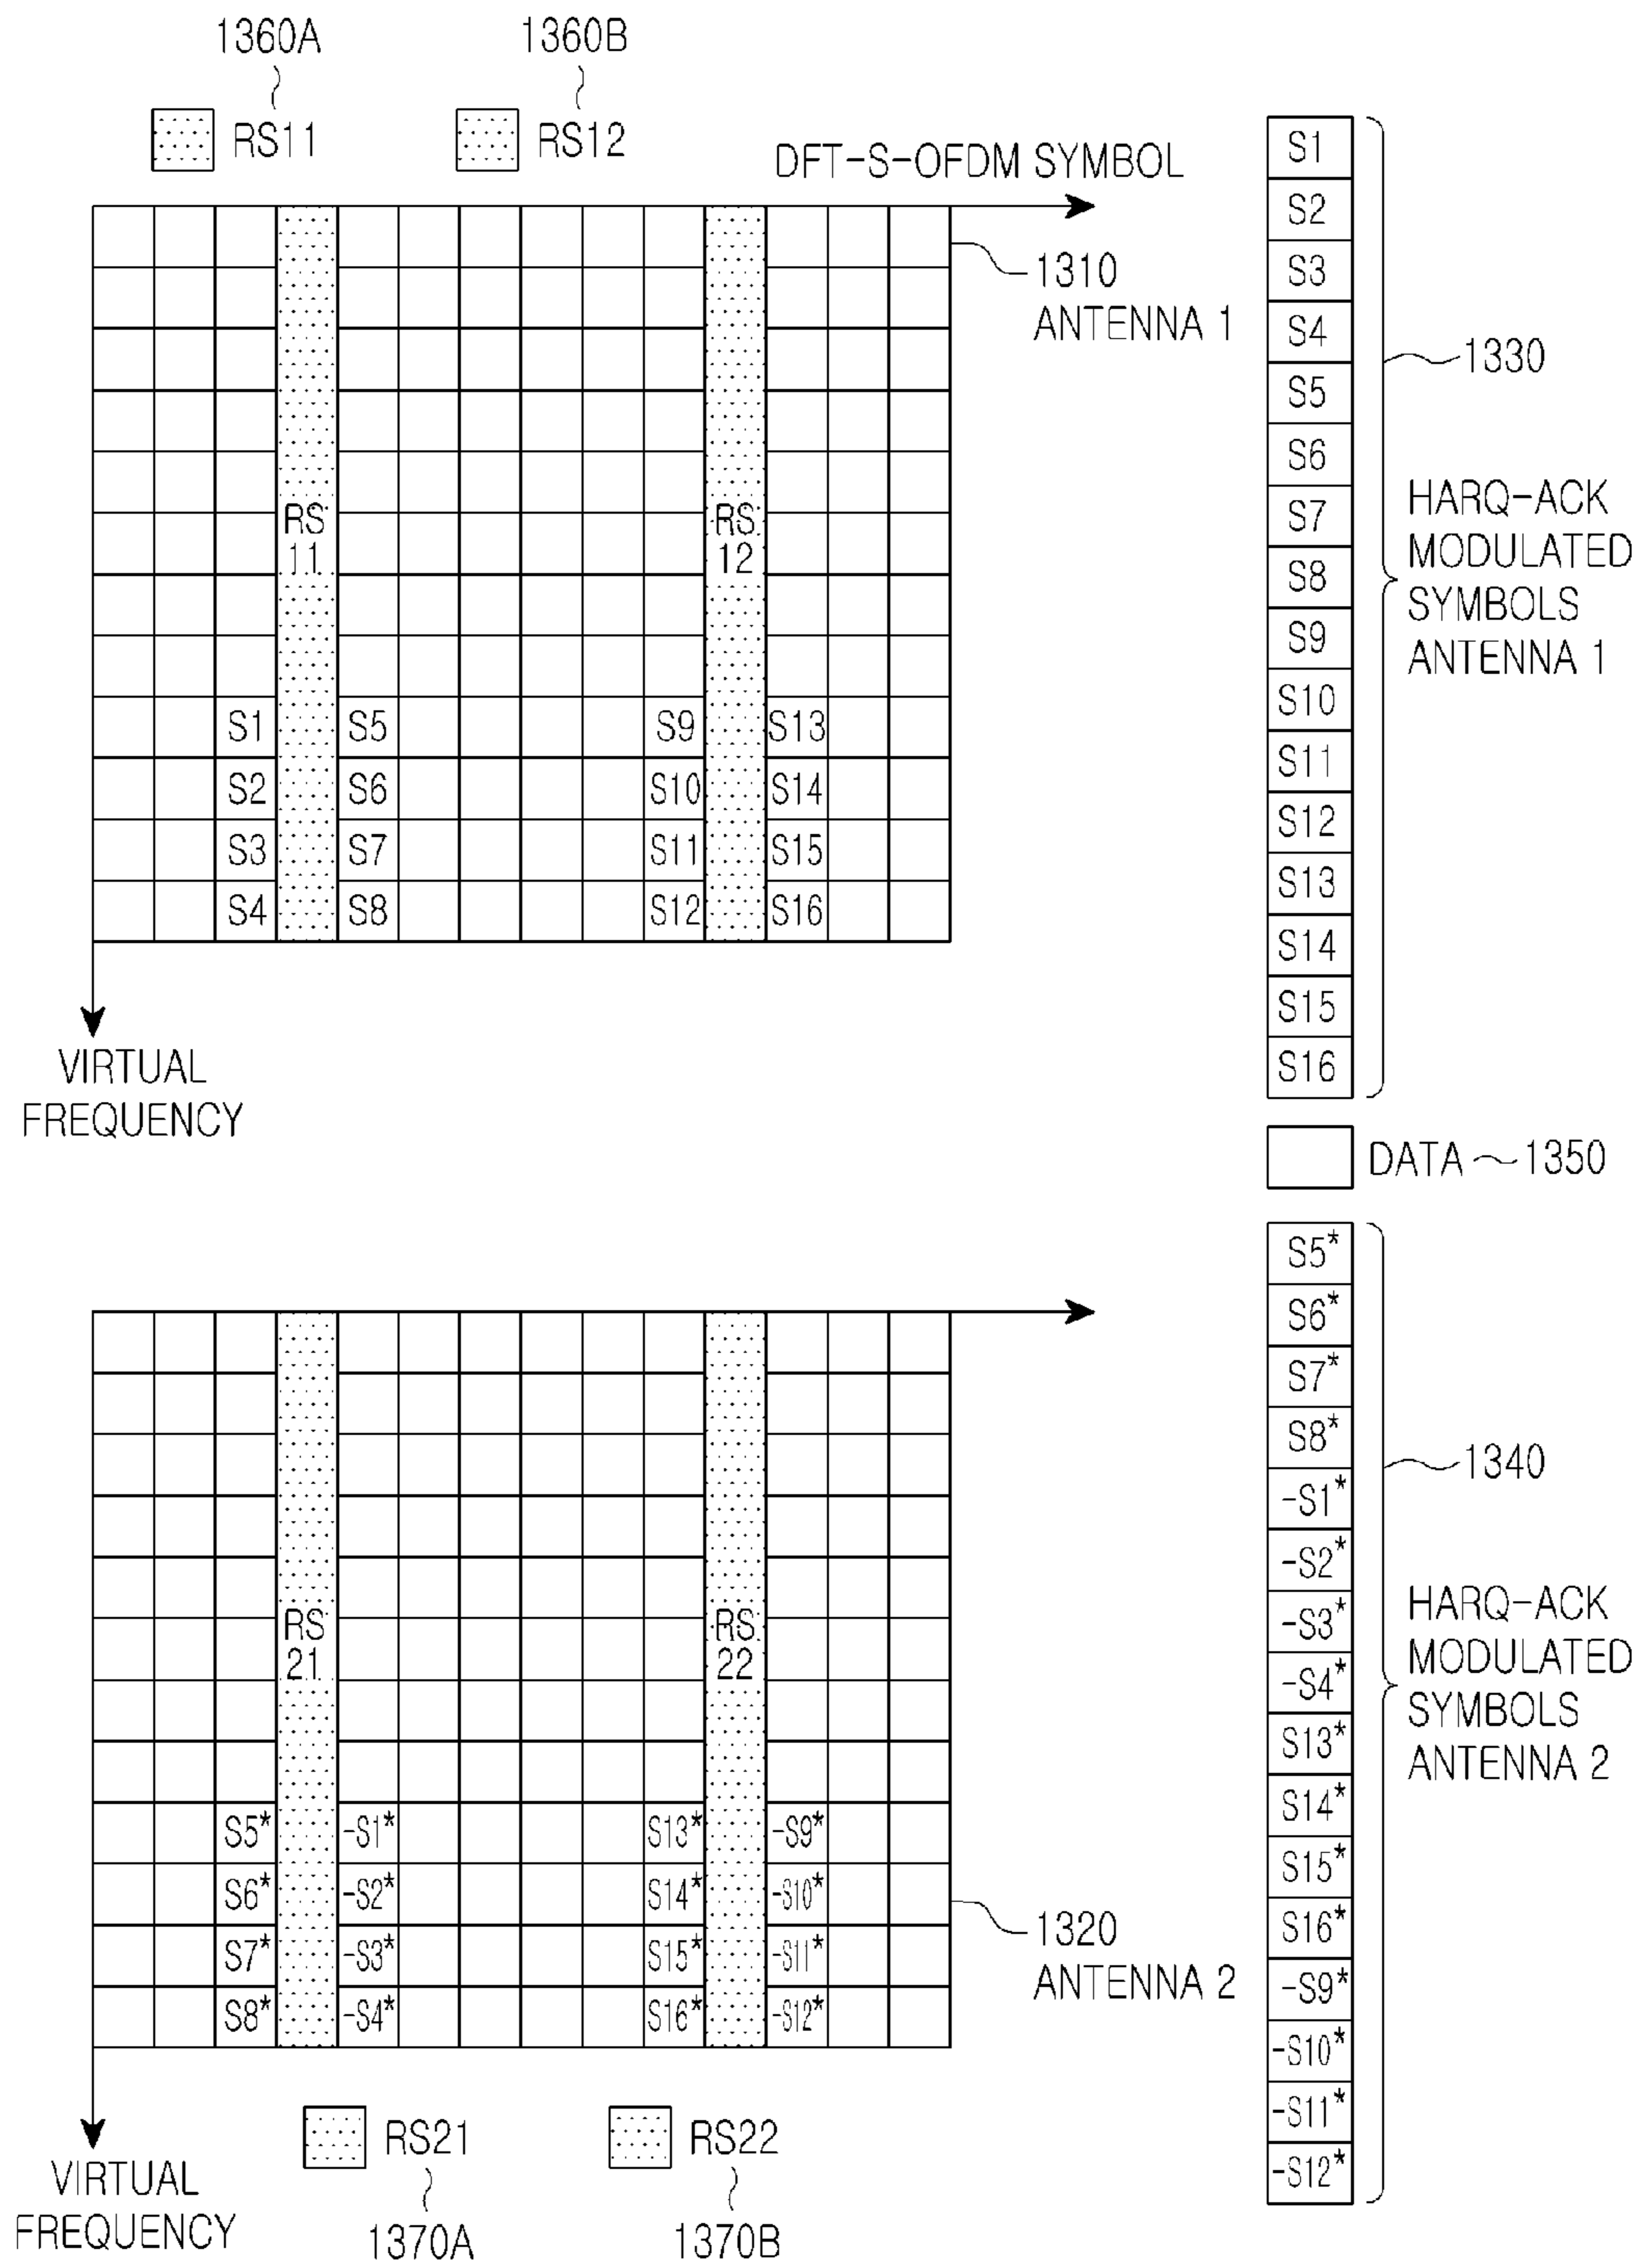 1360A 1360B
RS11 RS12
DFT-S-OFDM SYMBOL
1310
ANTENNA 1
RS
11
RS
12
S1 S5 S9 S13
S2 S6 S10 S14
S3 S7 S11 S15
S4 S8 S12 S16
VIRTUAL
FREQUENCY
S1
S2
S3
S4
S5
S6
S7
S8
S9
S10
S11
S12
S13
S14
S15
S16
1330
HARQ-ACK
MODULATED
SYMBOLS
ANTENNA 1
DATA 1350
RS
21
RS
22
S5* -S1* S13* -S9*
S6* -S2* S14* -S10*
S7* -S3* S15* -S11*
S8* -S4* S16* -S12*
1320
ANTENNA 2
VIRTUAL
FREQUENCY
RS21 RS22
1370A 1370B
S5*
S6*
S7*
S8*
-S1*
-S2*
-S3*
-S4*
S13*
S14*
S15*
S16*
-S9*
-S10*
-S11*
-S12*
1340
HARQ-ACK
MODULATED
SYMBOLS
ANTENNA 2